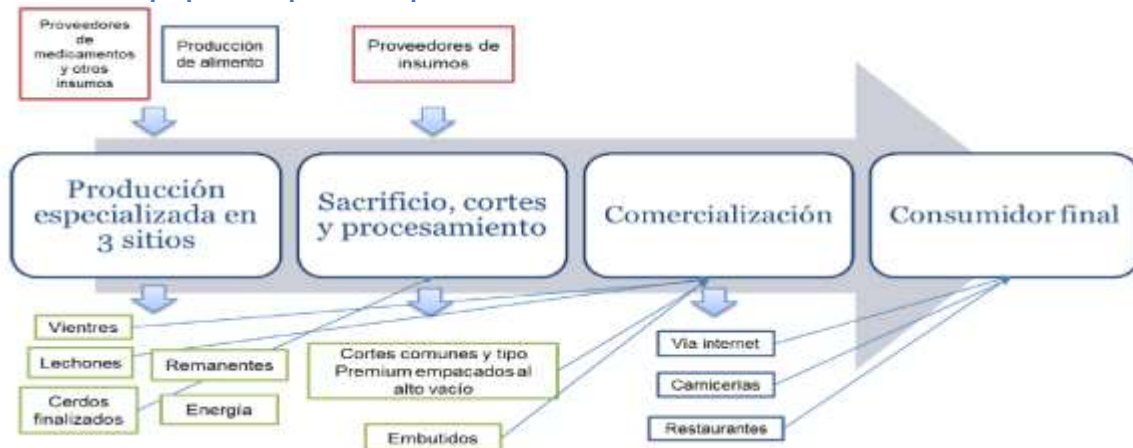 Proveedores
de
medicamentos
y otros
insumos
Producción
de alimento
Proveedores de
insumos
Producción
especializada en
3 sitios
Sacrificio, cortes
y procesamiento
Comercialización
Consumidor final
Vientres
Lechones
Cerdos
finalizados
Remanentes
Energía
Cortes comunes y tipo
Premium empacados al
alto vacío
Embutidos
Vía internet
Carnicerías
Restaurantes